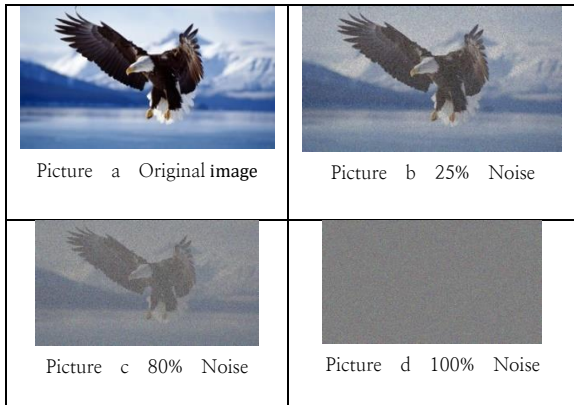 Picture a Original image
Picture b 25% Noise
Picture c 80% Noise
Picture d 100% Noise